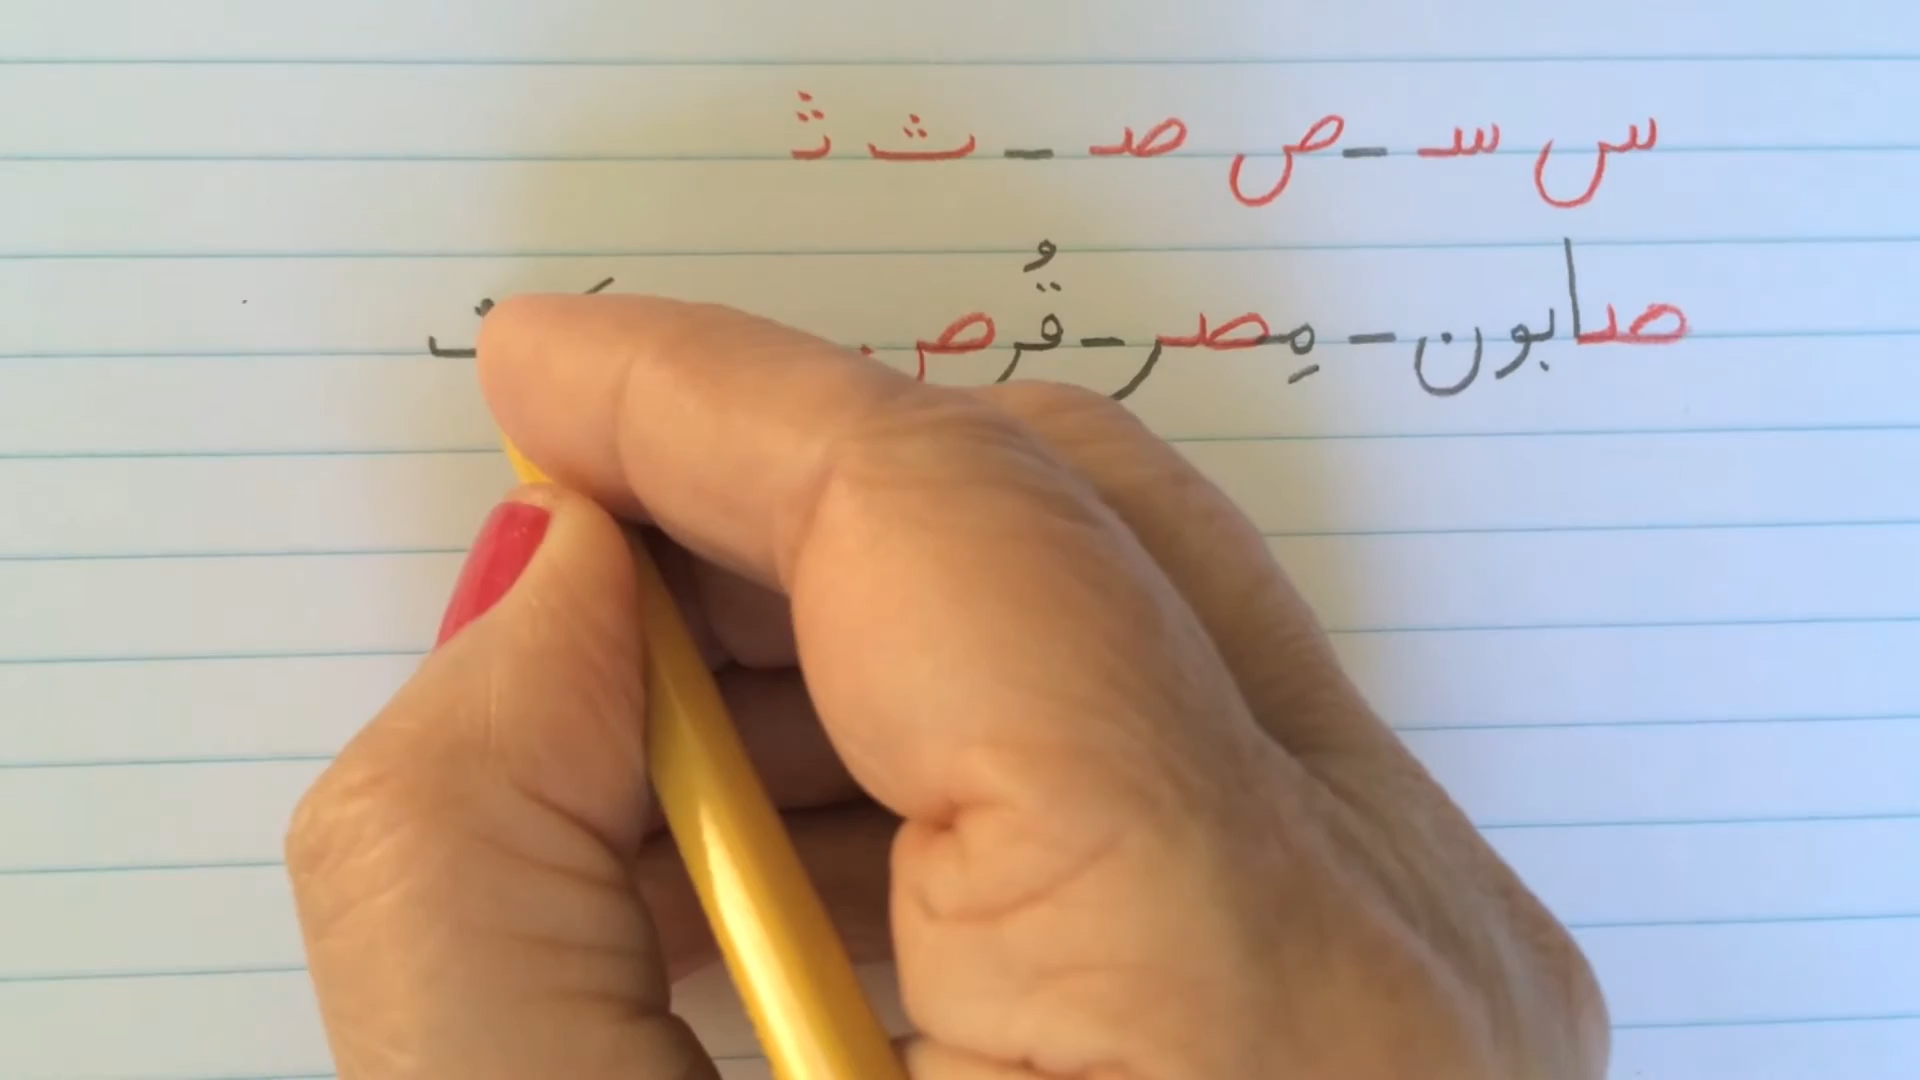 س سـ - ص صـ - ث ثـ
صابون - مِصر - قُرص